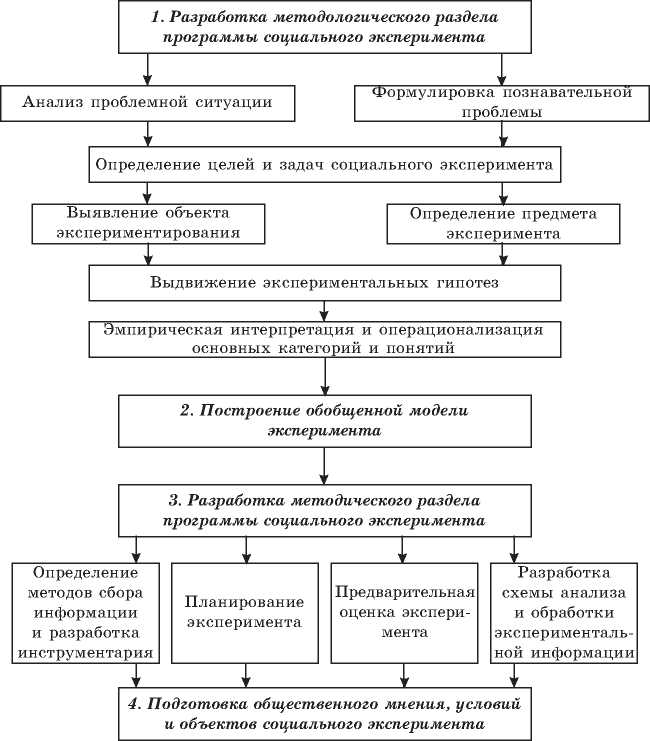 1. Разработка методологического раздела
программы социального эксперимента
Анализ проблемной ситуации
Формулировка познавательной
проблемы
Определение целей и задач социального эксперимента
Выявление объекта
экспериментирования
Определение предмета
эксперимента
Выдвижение экспериментальных гипотез
Эмпирическая интерпретация и операционализация
основных категорий и понятий
2. Построение обобщенной модели
эксперимента
3. Разработка методического раздела
программы социального эксперимента
Определение
методов сбора
информации
и разработка
инструментария
Планирование
эксперимента
Предварительная
оценка экспери-
мента
Разработка
схемы анализа
и обработки
эксперименталь-
ной информации
4. Подготовка общественного мнения, условий
и объектов социального эксперимента